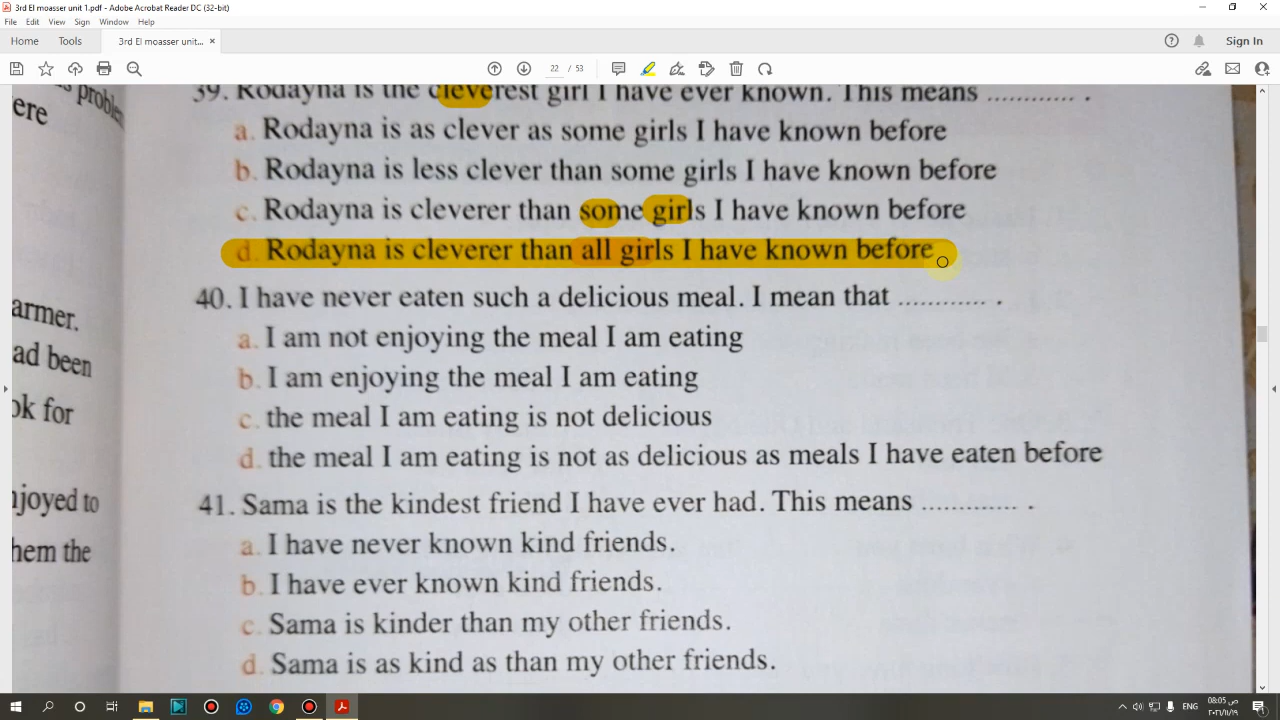 3rd El moasser unit 1.pdf - Adobe Acrobat Reader DC (32-bit)
File Edit View Sign Window Help
Home Tools 3rd El moasser unit... × Sign In
22 / 53
problem
ere
armer.
ad been
ok for
njoyed to
hem the
39. Rodayna is the cleverest girl I have ever known. This means ............ .
a. Rodayna is as clever as some girls I have known before
b. Rodayna is less clever than some girls I have known before
c. Rodayna is cleverer than some girls I have known before
d. Rodayna is cleverer than all girls I have known before
40. I have never eaten such a delicious meal. I mean that ............ .
a. I am not enjoying the meal I am eating
b. I am enjoying the meal I am eating
c. the meal I am eating is not delicious
d. the meal I am eating is not as delicious as meals I have eaten before
41. Sama is the kindest friend I have ever had. This means ............. .
a. I have never known kind friends.
b. I have ever known kind friends.
c. Sama is kinder than my other friends.
d. Sama is as kind as than my other friends.
ENG 08:05 ص